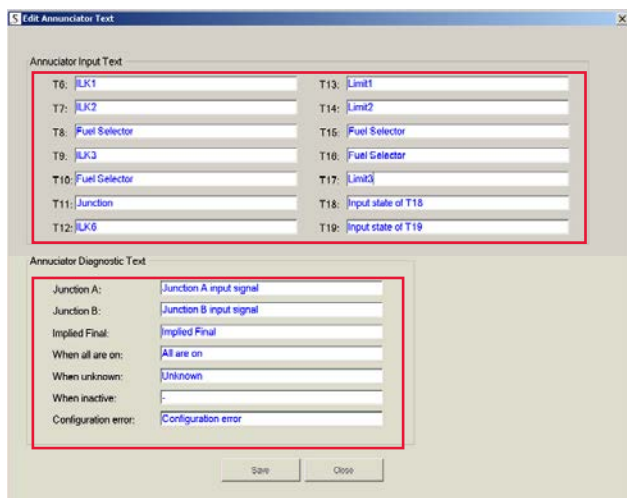 S Edit Annunciator Text
Annuciator Input Text
T6: ILK1 T13: Limit1
T7: ILK2 T14: Limit2
T8: Fuel Selector T15: Fuel Selector
T9: ILK3 T16: Fuel Selector
T10: Fuel Selector T17: Limit3
T11: Junction T18: Input state of T18
T12: ILK6 T19: Input state of T19
Annuciator Diagnostic Text
Junction A: Junction A input signal
Junction B: Junction B input signal
Implied Final: Implied Final
When all are on: All are on
When unknown: Unknown
When inactive: -
Configuration error: Configuration error
Save Close